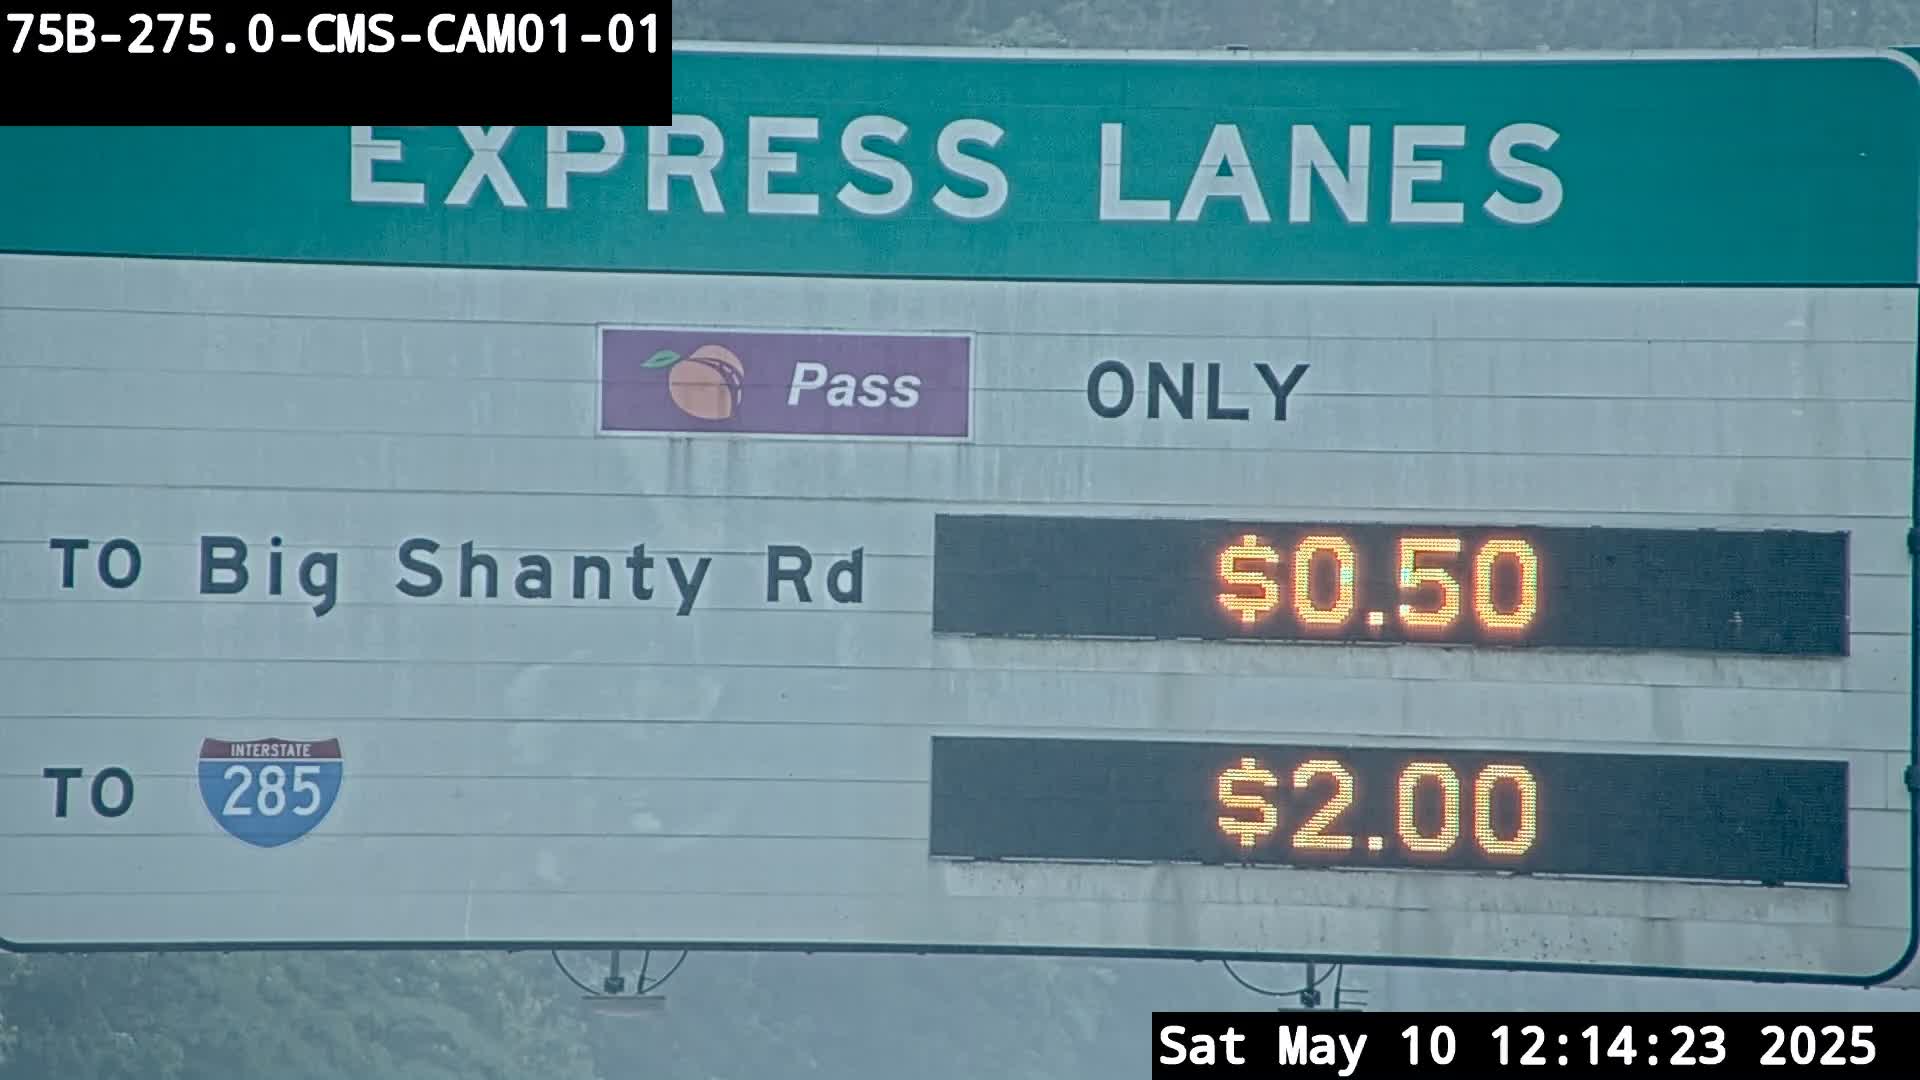 75B-275.0-CMS-CAM01-01
EXPRESS LANES
Pass ONLY
TO Big Shanty Rd $0.50
INTERSTATE
TO 285 $2.00
Sat May 10 12:14:23 2025